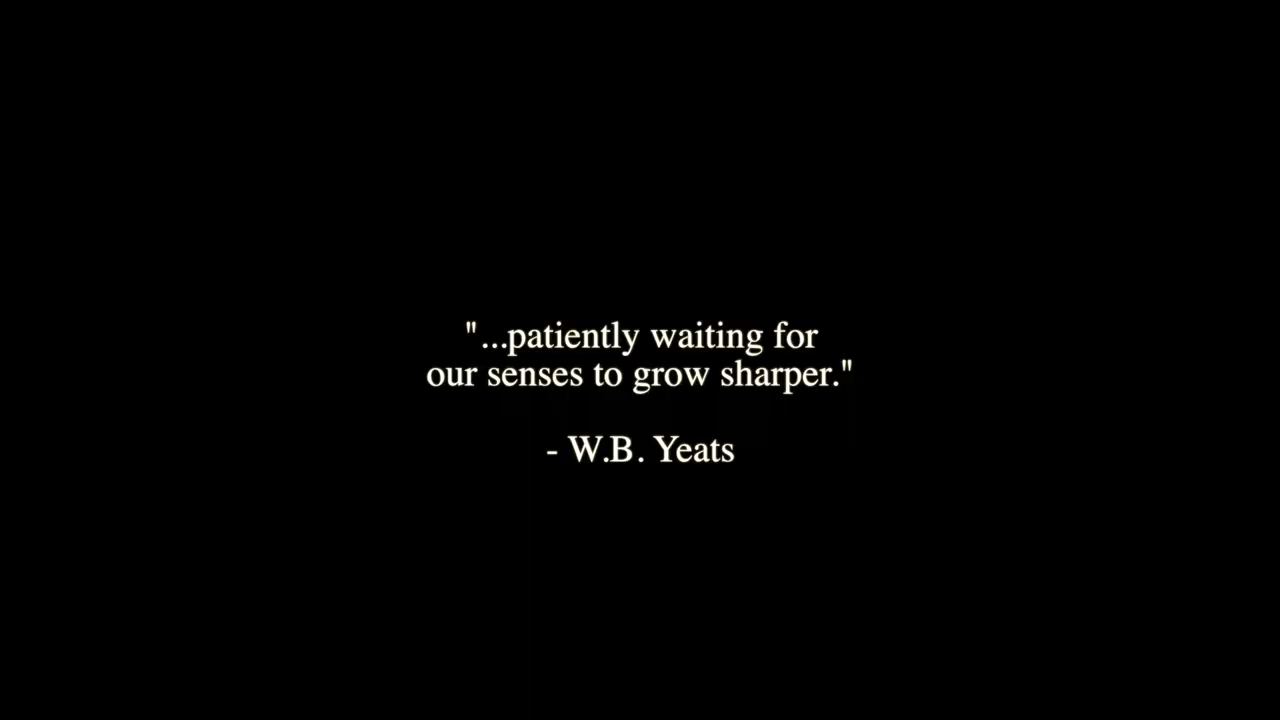 "...patiently waiting for
our senses to grow sharper."
- W.B. Yeats